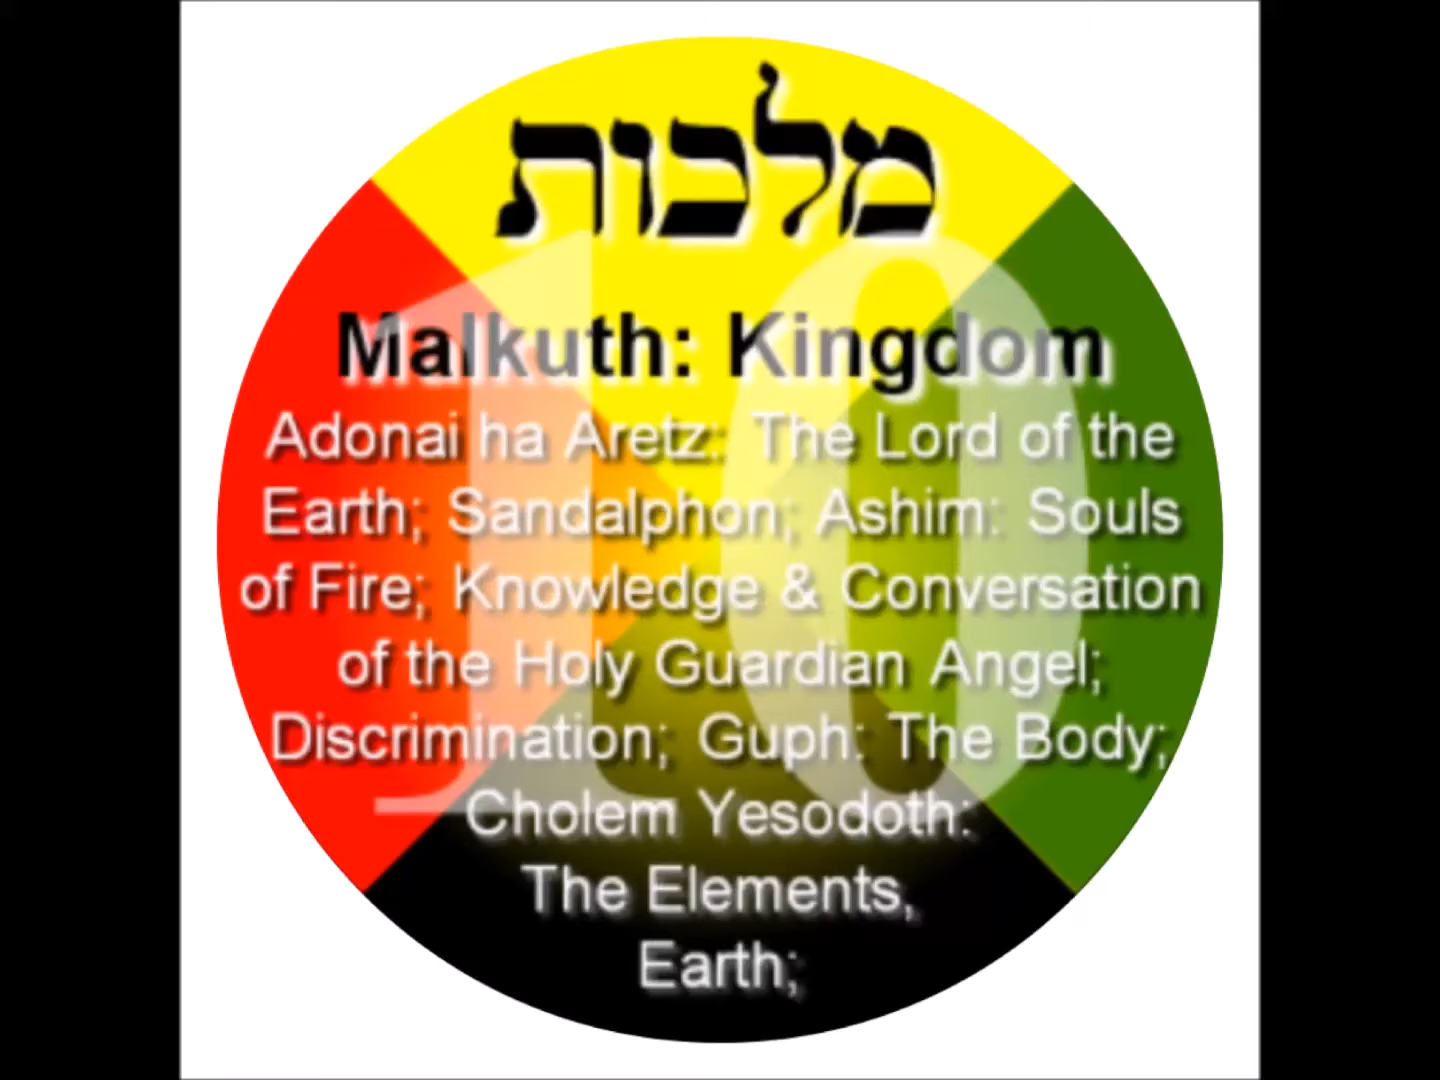 מלכות
10
Malkuth: Kingdom
Adonai ha Aretz: The Lord of the
Earth; Sandalphon; Ashim: Souls
of Fire; Knowledge & Conversation
of the Holy Guardian Angel;
Discrimination; Guph: The Body;
Cholem Yesodoth:
The Elements,
Earth;